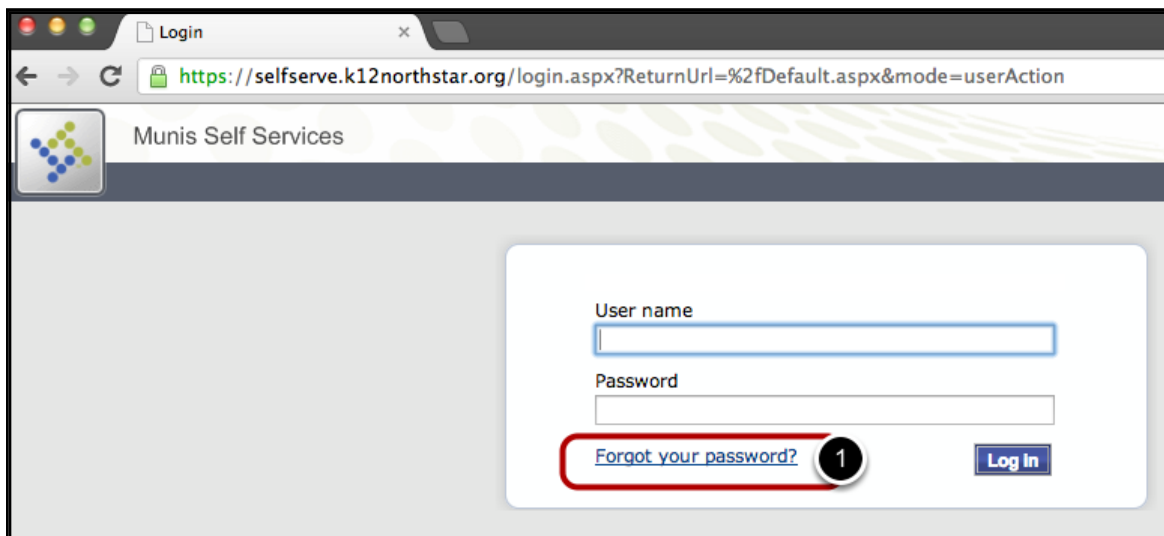 Login
https://selfserve.k12northstar.org/login.aspx?ReturnUrl=%2fDefault.aspx&mode=userAction
Munis Self Services
User name
Password
Forgot your password? 1 Log in